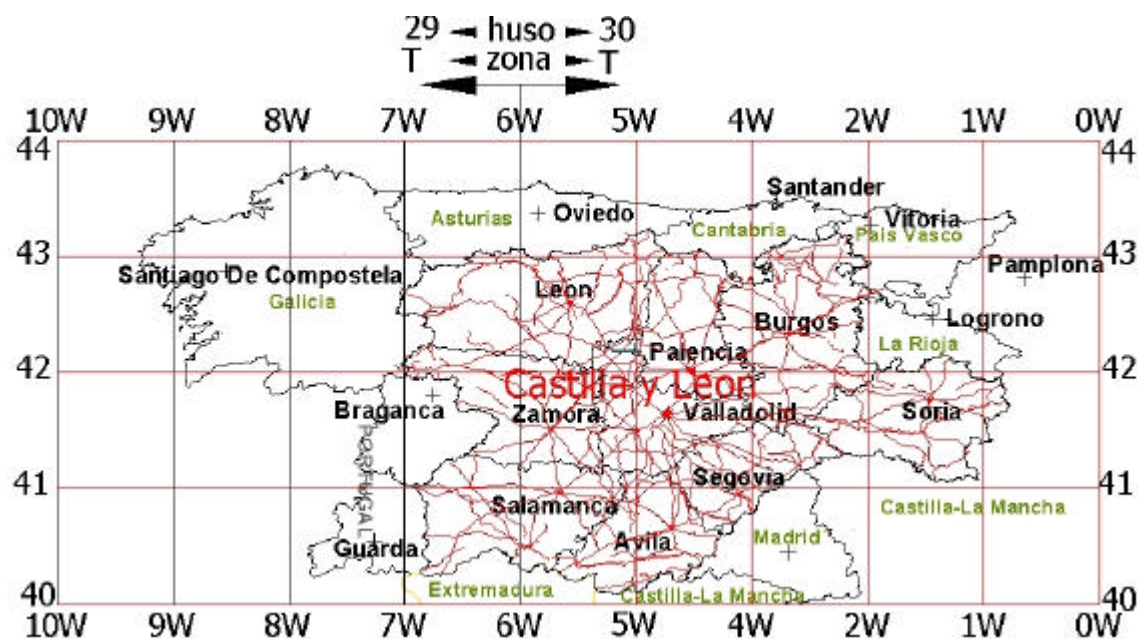 29 huso 30
T zona T
10W 9W 8W 7W 6W 5W 4W 2W 1W 0W
44 44
Santander
Asturias Oviedo Cantabria Vitoria
Pais Vasco
43 43
Santiago De Compostela Pamplona
Galicia Leon
Burgos Logrono
Palencia La Rioja
42 42
Castilla y Leon
Braganca Zamora Valladolid Soria
PORTUGAL
Segovia
41 41
Salamanca Castilla-La Mancha
Guarda Avila Madrid
Extremadura Castilla-La Mancha
40 40
10W 9W 8W 7W 6W 5W 4W 2W 1W 0W